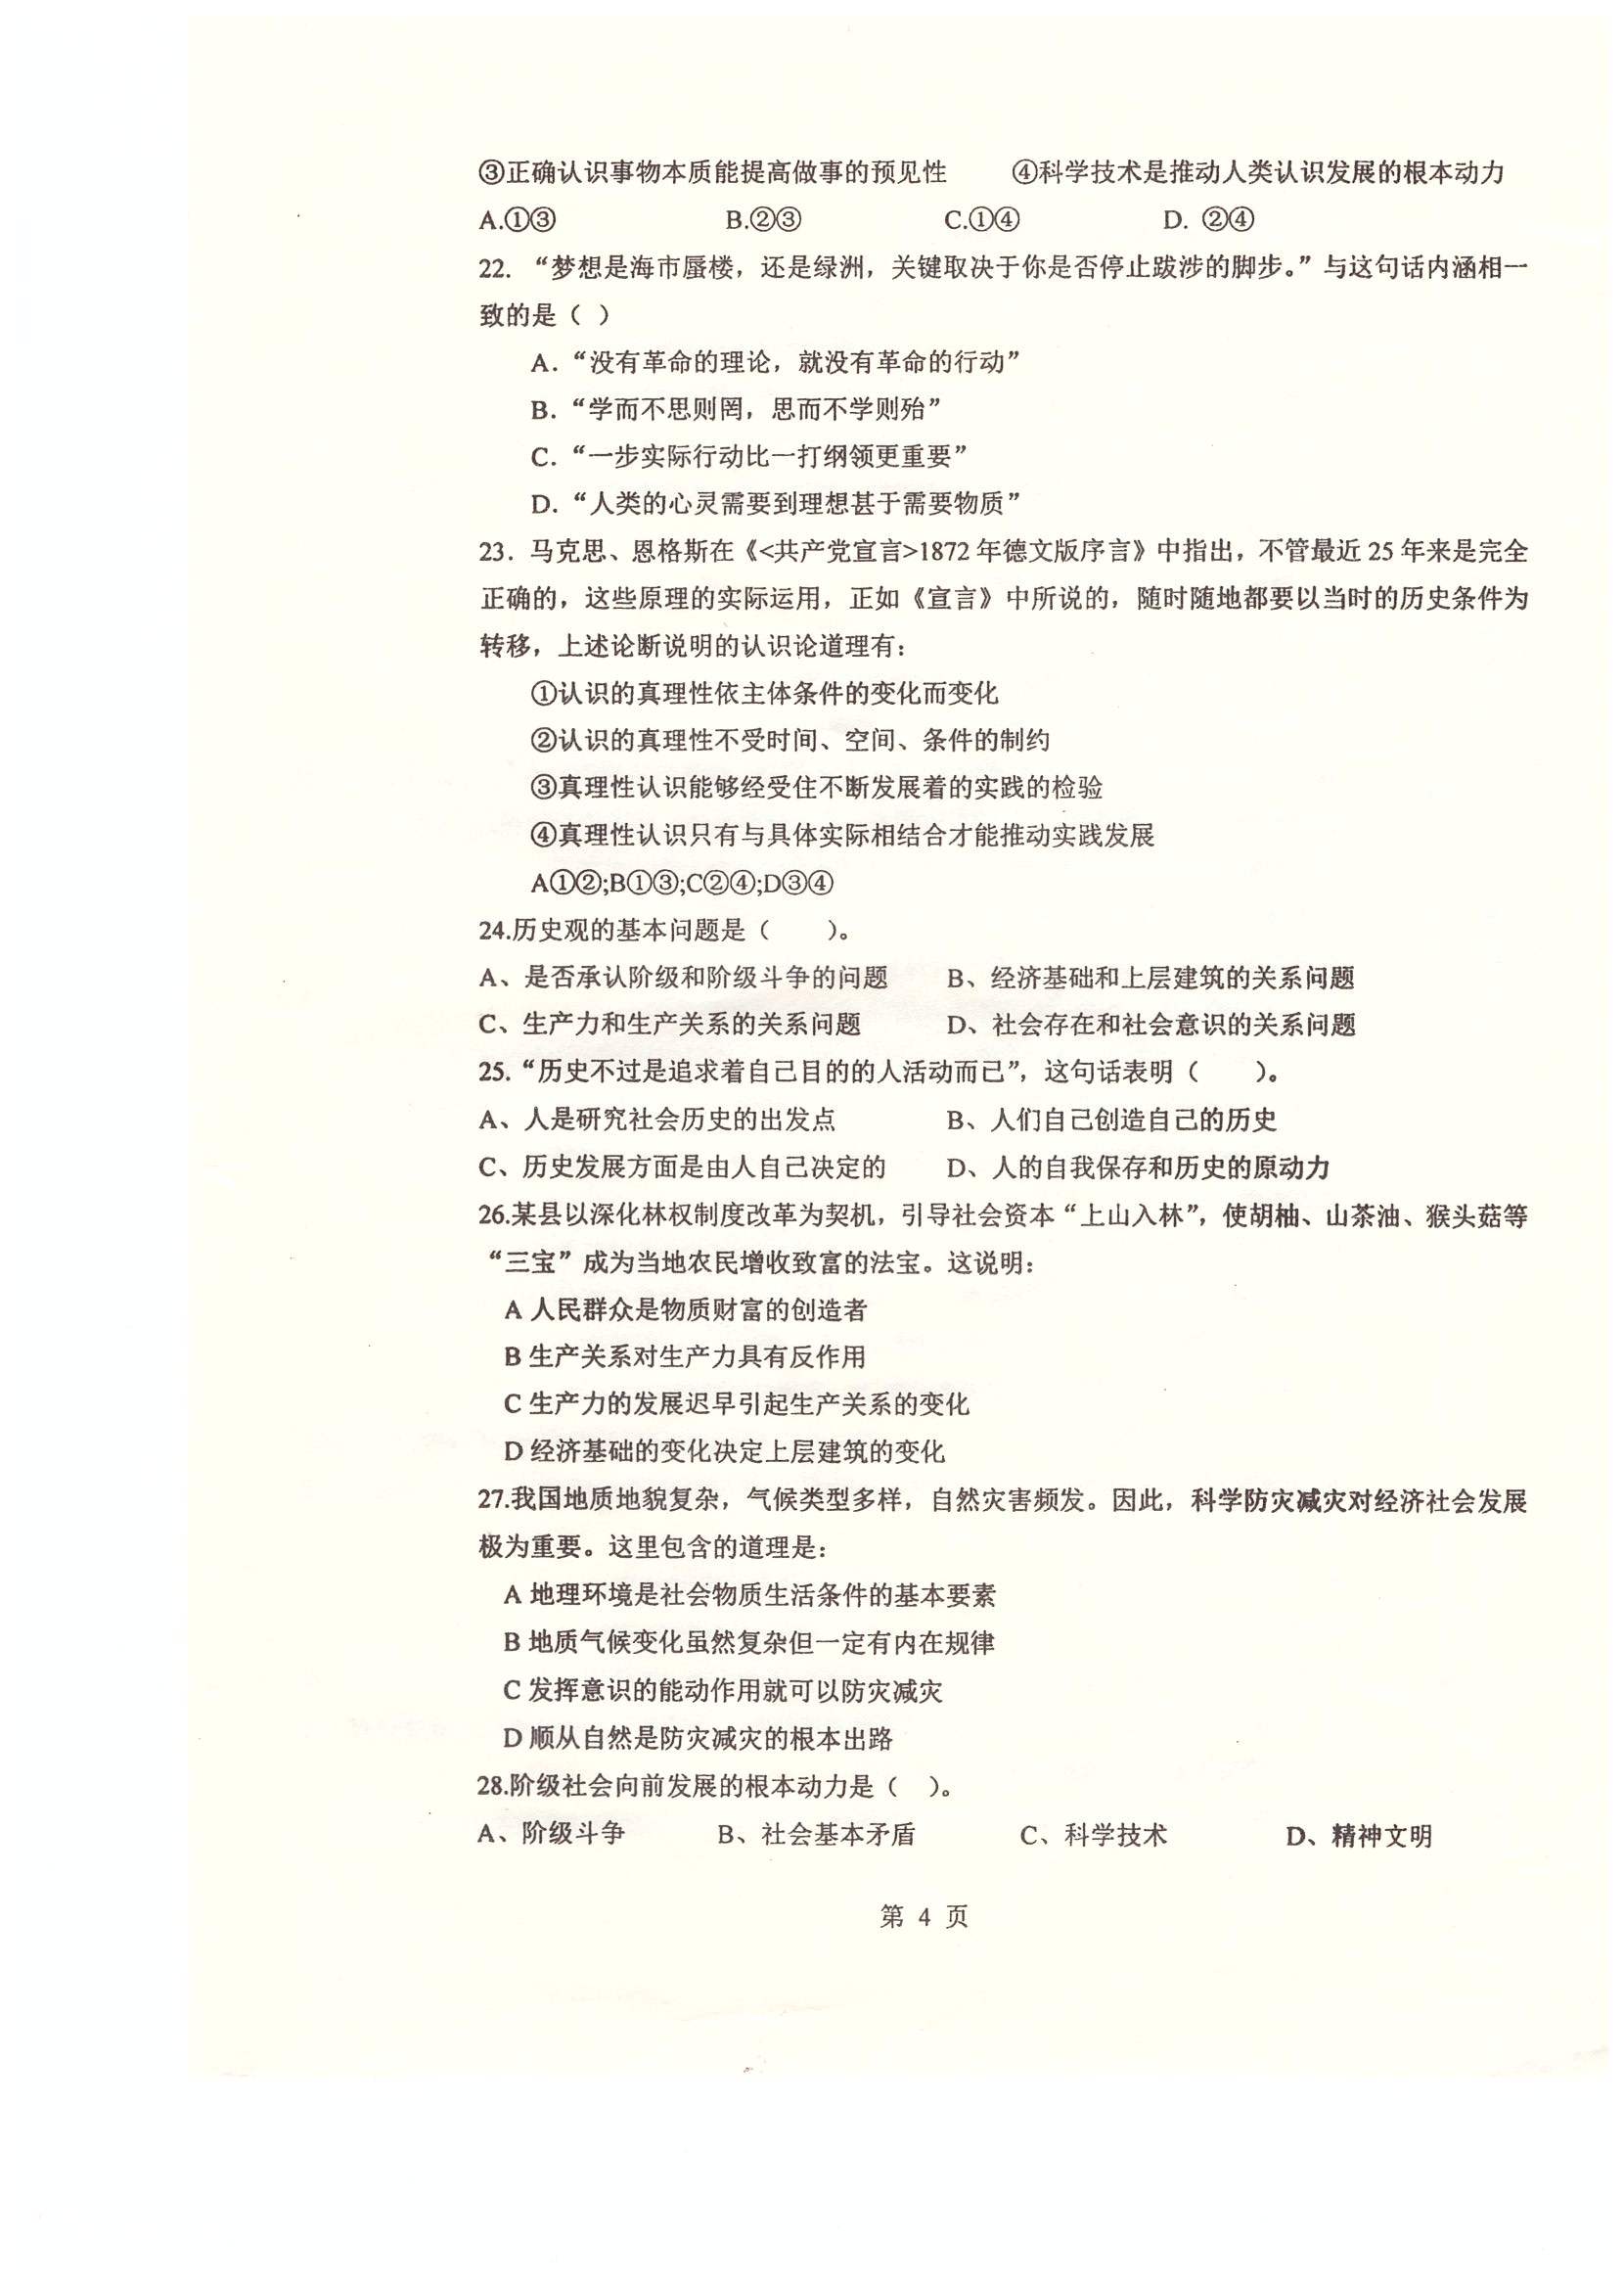 ③正确认识事物本质能提高做事的预见性 ④科学技术是推动人类认识发展的根本动力
A.①③ B.②③ C.①④ D. ②④
22. “梦想是海市蜃楼，还是绿洲，关键取决于你是否停止跋涉的脚步。”与这句话内涵相一
致的是（ ）
A. “没有革命的理论，就没有革命的行动”
B. “学而不思则罔，思而不学则殆”
C. “一步实际行动比一打纲领更重要”
D. “人类的心灵需要到理想甚于需要物质”
23. 马克思、恩格斯在《<共产党宣言>1872 年德文版序言》中指出，不管最近 25 年来是完全
正确的，这些原理的实际运用，正如《宣言》中所说的，随时随地都要以当时的历史条件为
转移，上述论断说明的认识论道理有：
①认识的真理性依主体条件的变化而变化
②认识的真理性不受时间、空间、条件的制约
③真理性认识能够经受住不断发展着的实践的检验
④真理性认识只有与具体实际相结合才能推动实践发展
A①②;B①③;C②④;D③④
24.历史观的基本问题是（ ）。
A、是否承认阶级和阶级斗争的问题 B、经济基础和上层建筑的关系问题
C、生产力和生产关系的关系问题 D、社会存在和社会意识的关系问题
25. “历史不过是追求着自己目的的人活动而已”，这句话表明（ ）。
A、人是研究社会历史的出发点 B、人们自己创造自己的历史
C、历史发展方面是由人自己决定的 D、人的自我保存和历史的原动力
26.某县以深化林权制度改革为契机，引导社会资本“上山入林”，使胡柚、山茶油、猴头菇等
“三宝”成为当地农民增收致富的法宝。这说明：
A 人民群众是物质财富的创造者
B 生产关系对生产力具有反作用
C 生产力的发展迟早引起生产关系的变化
D 经济基础的变化决定上层建筑的变化
27.我国地质地貌复杂，气候类型多样，自然灾害频发。因此，科学防灾减灾对经济社会发展
极为重要。这里包含的道理是：
A 地理环境是社会物质生活条件的基本要素
B 地质气候变化虽然复杂但一定有内在规律
C 发挥意识的能动作用就可以防灾减灾
D 顺从自然是防灾减灾的根本出路
28.阶级社会向前发展的根本动力是（ ）。
A、阶级斗争 B、社会基本矛盾 C、科学技术 D、精神文明
第 4 页